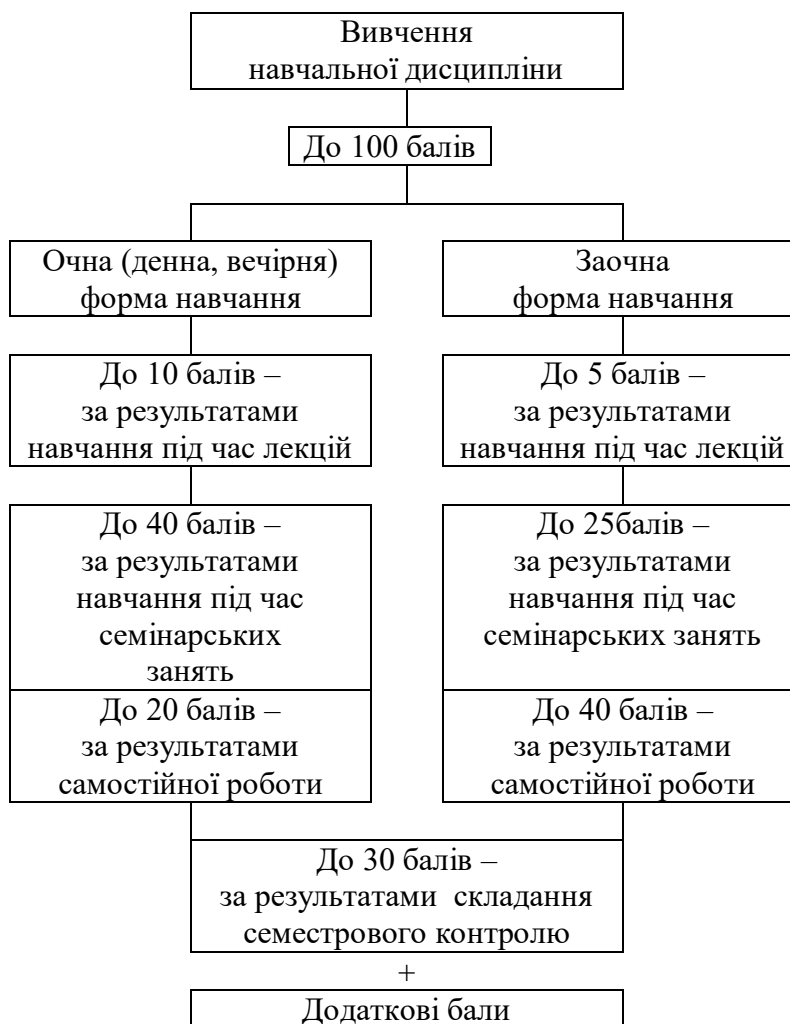 Вивчення
навчальної дисципліни
До 100 балів
Очна (денна, вечірня)
форма навчання
Заочна
форма навчання
До 10 балів –
за результатами
навчання під час лекцій
До 5 балів –
за результатами
навчання під час лекцій
До 40 балів –
за результатами
навчання під час
семінарських
занять
До 25балів –
за результатами
навчання під час
семінарських занять
До 20 балів –
за результатами
самостійної роботи
До 40 балів –
за результатами
самостійної роботи
До 30 балів –
за результатами складання
семестрового контролю
+
Додаткові бали